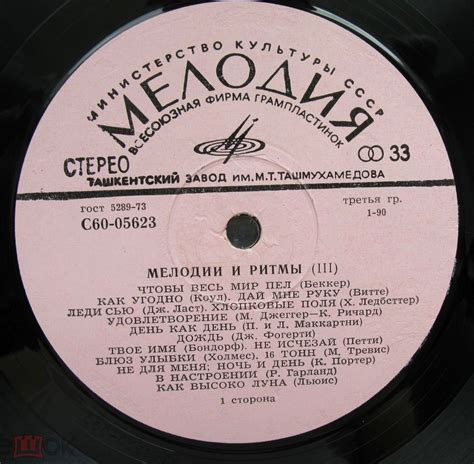 МИНИСТЕРСТВО КУЛЬТУРЫ СССР
МЕЛОДИЯ
ВСЕСОЮЗНАЯ ФИРМА ГРАМПЛАСТИНОК
СТЕРЕО
33
ТАШКЕНТСКИЙ ЗАВОД ИМ.М.Т.ТАШМУХАМЕДОВА
гост 5289-73
третья гр.
С60-05623
1-90
МЕЛОДИИ И РИТМЫ (III)
ЧТОБЫ ВЕСЬ МИР ПЕЛ (Беккер)
КАК УГОДНО (Коул). ДАЙ МНЕ РУКУ (Витте)
ЛЕДИ СЬЮ (Дж. Ласт). ХЛОПКОВЫЕ ПОЛЯ (Х. Ледбеттер)
УДОВЛЕТВОРЕНИЕ (М. Джеггер—К. Ричард)
ДЕНЬ КАК ДЕНЬ (П. и Л. Маккартни)
ДОЖДЬ (Дж. Фогерти)
ТВОЕ ИМЯ (Бондорф). НЕ ИСЧЕЗАЙ (Петти)
БЛЮЗ УЛЫБКИ (Холмес). 16 ТОНН (М. Тревис)
НЕ ДЛЯ МЕНЯ; НОЧЬ И ДЕНЬ (К. Портер)
В НАСТРОЕНИИ (Р. Гарланд)
КАК ВЫСОКО ЛУНА (Льюис)
1 сторона